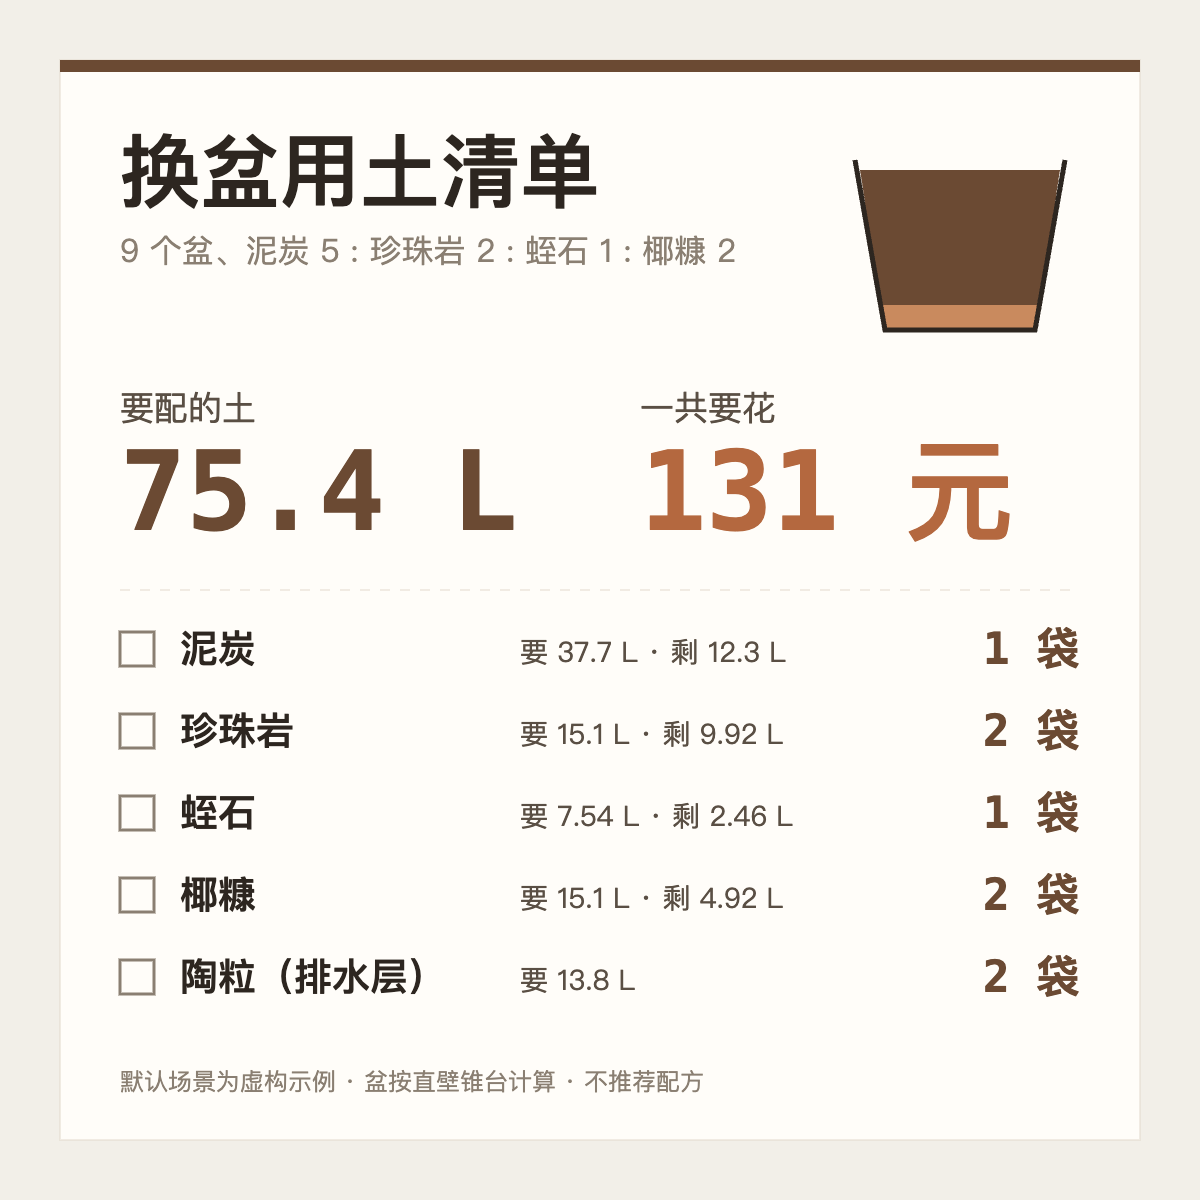 换盆用土清单
9 个盆、泥炭 5 : 珍珠岩 2 : 蛭石 1 : 椰糠 2
要配的土
75.4 L
一共要花
131 元
泥炭 要 37.7 L · 剩 12.3 L 1 袋
珍珠岩 要 15.1 L · 剩 9.92 L 2 袋
蛭石 要 7.54 L · 剩 2.46 L 1 袋
椰糠 要 15.1 L · 剩 4.92 L 2 袋
陶粒（排水层） 要 13.8 L 2 袋
默认场景为虚构示例 · 盆按直壁锥台计算 · 不推荐配方